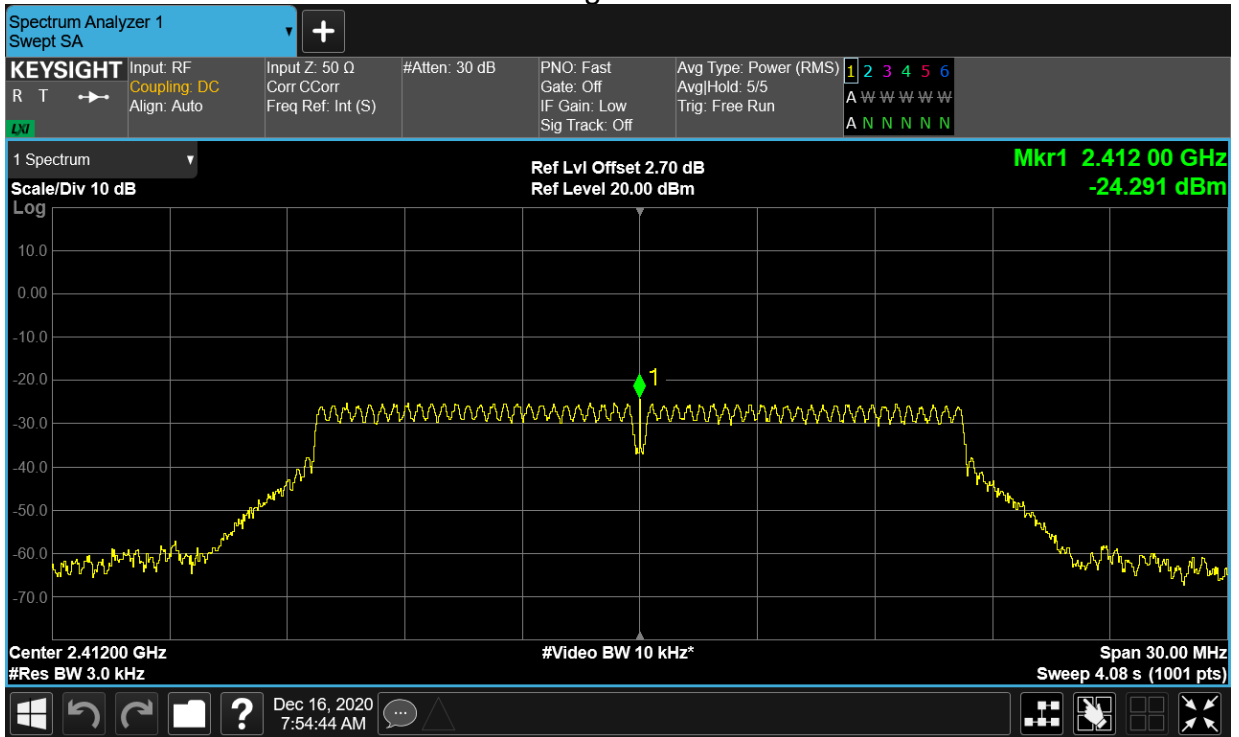 Spectrum Analyzer 1
Swept SA
KEYSIGHT
R T
LXI
Input: RF
Coupling: DC
Align: Auto
Input Z: 50 Ω
Corr CCorr
Freq Ref: Int (S)
#Atten: 30 dB
PNO: Fast
Gate: Off
IF Gain: Low
Sig Track: Off
Avg Type: Power (RMS)
Avg|Hold: 5/5
Trig: Free Run
1 2 3 4 5 6
A W W W W W
A N N N N N
1 Spectrum
Scale/Div 10 dB
Log
Ref Lvl Offset 2.70 dB
Ref Level 20.00 dBm
Mkr1 2.412 00 GHz
-24.291 dBm
10.0
0.00
-10.0
-20.0
-30.0
-40.0
-50.0
-60.0
-70.0
1
Center 2.41200 GHz
#Res BW 3.0 kHz
#Video BW 10 kHz*
Span 30.00 MHz
Sweep 4.08 s (1001 pts)
?
Dec 16, 2020
7:54:44 AM